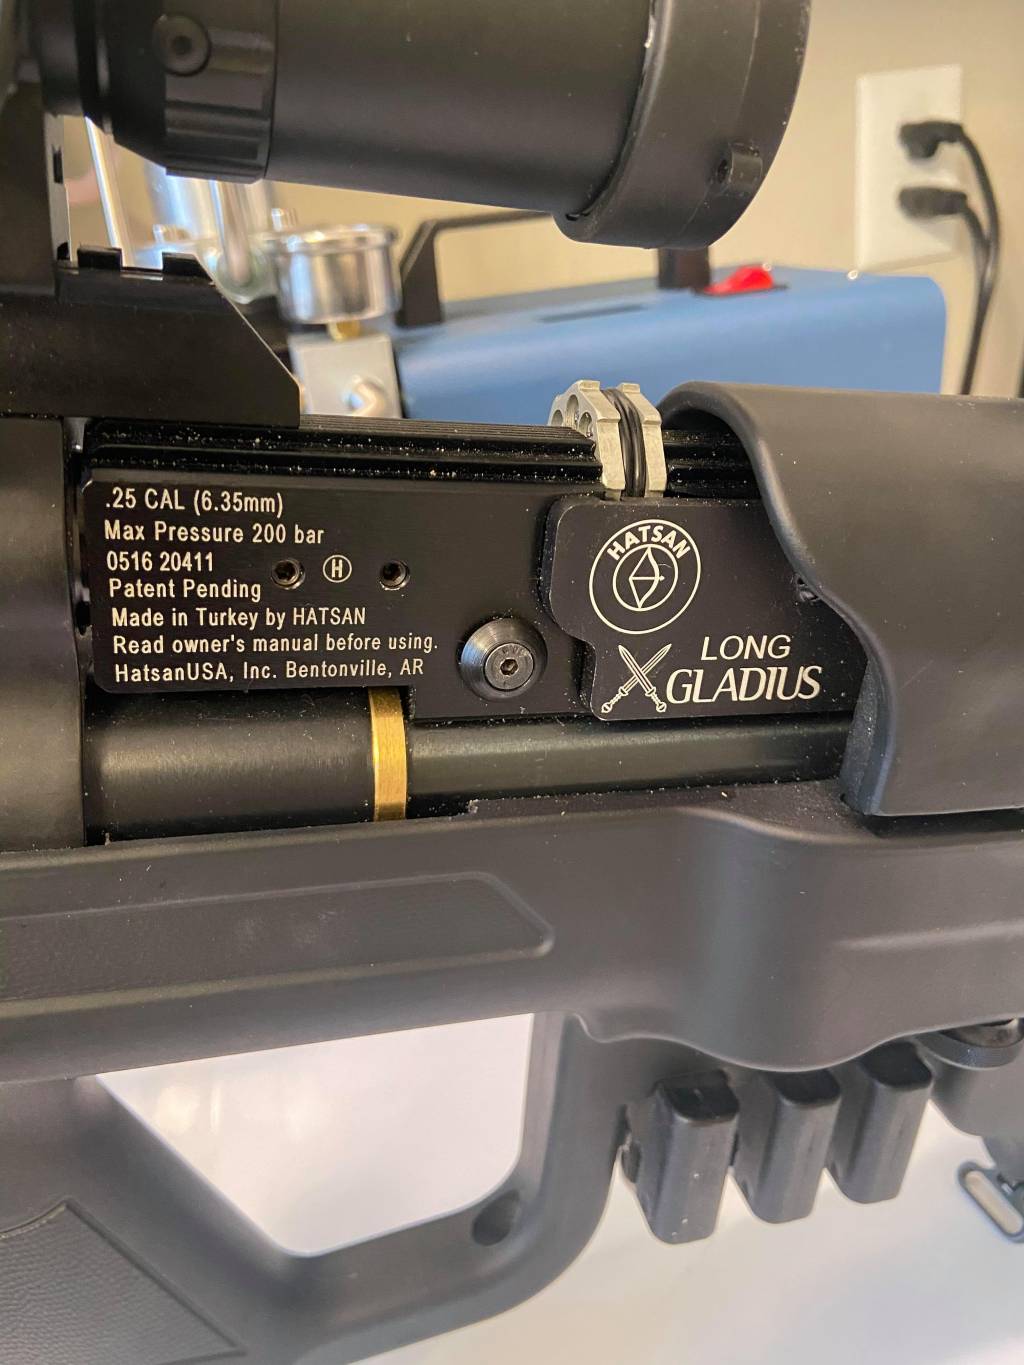 .25 CAL (6.35mm)
Max Pressure 200 bar
0516 20411
Patent Pending
H
Made in Turkey by HATSAN
Read owner's manual before using.
HatsanUSA, Inc. Bentonville, AR
HATSAN
LONG
GLADIUS